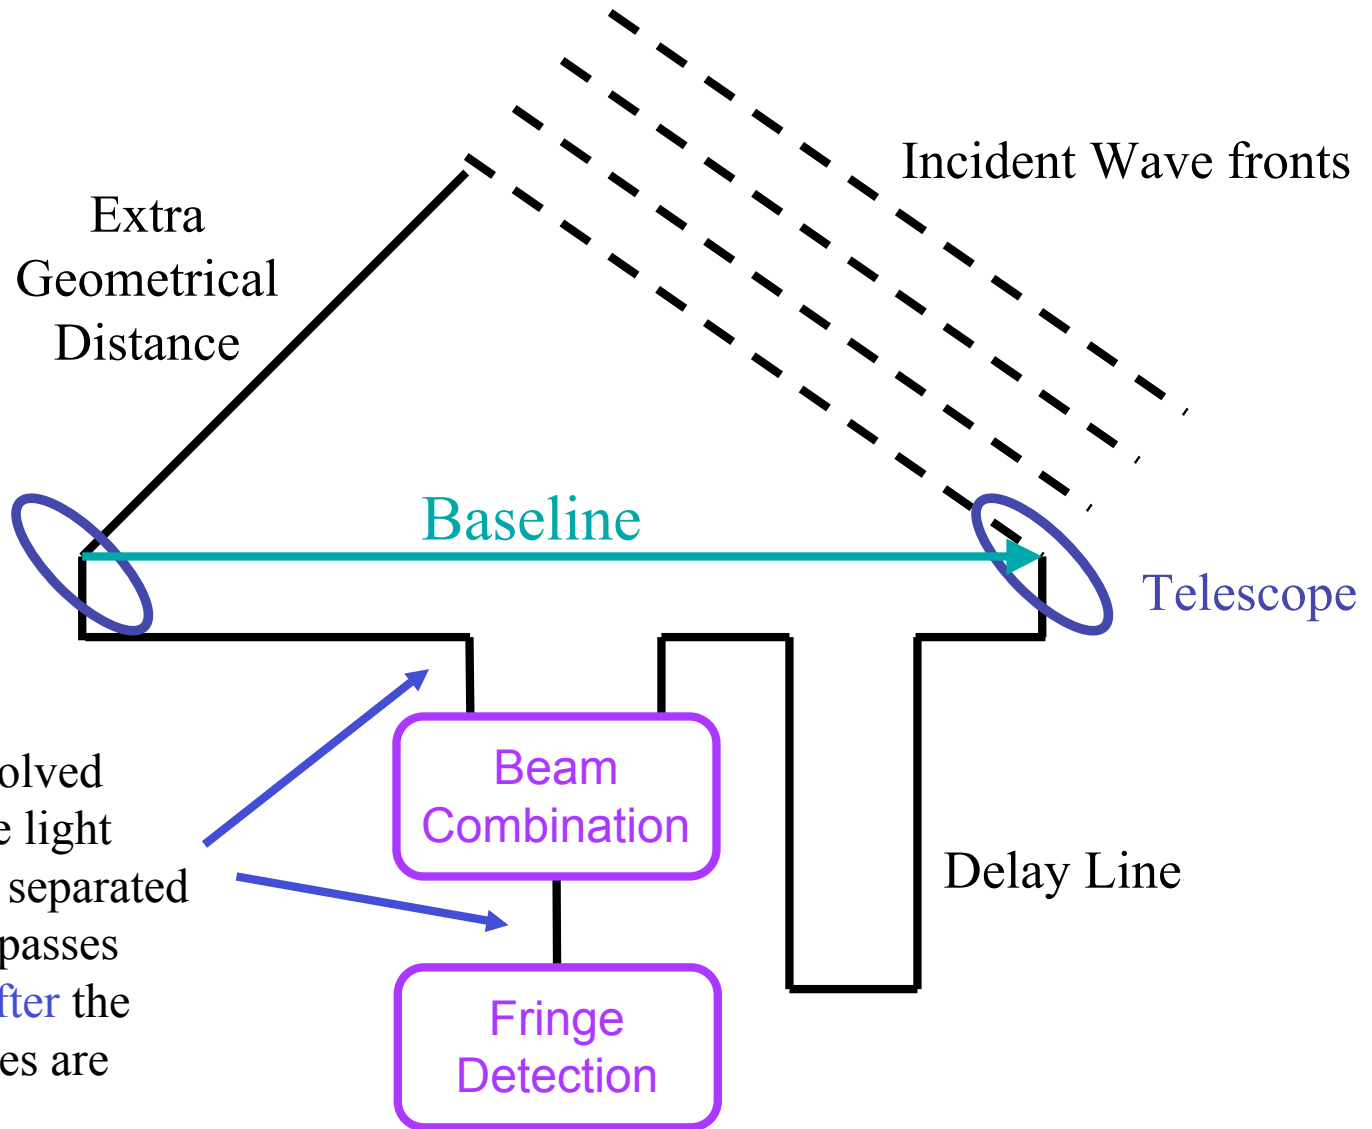 Incident Wave fronts
Extra
Geometrical
Distance
Baseline
Telescope
Beam
Combination
Delay Line
Fringe
Detection
olved
e light
separated
passes
fter the
es are